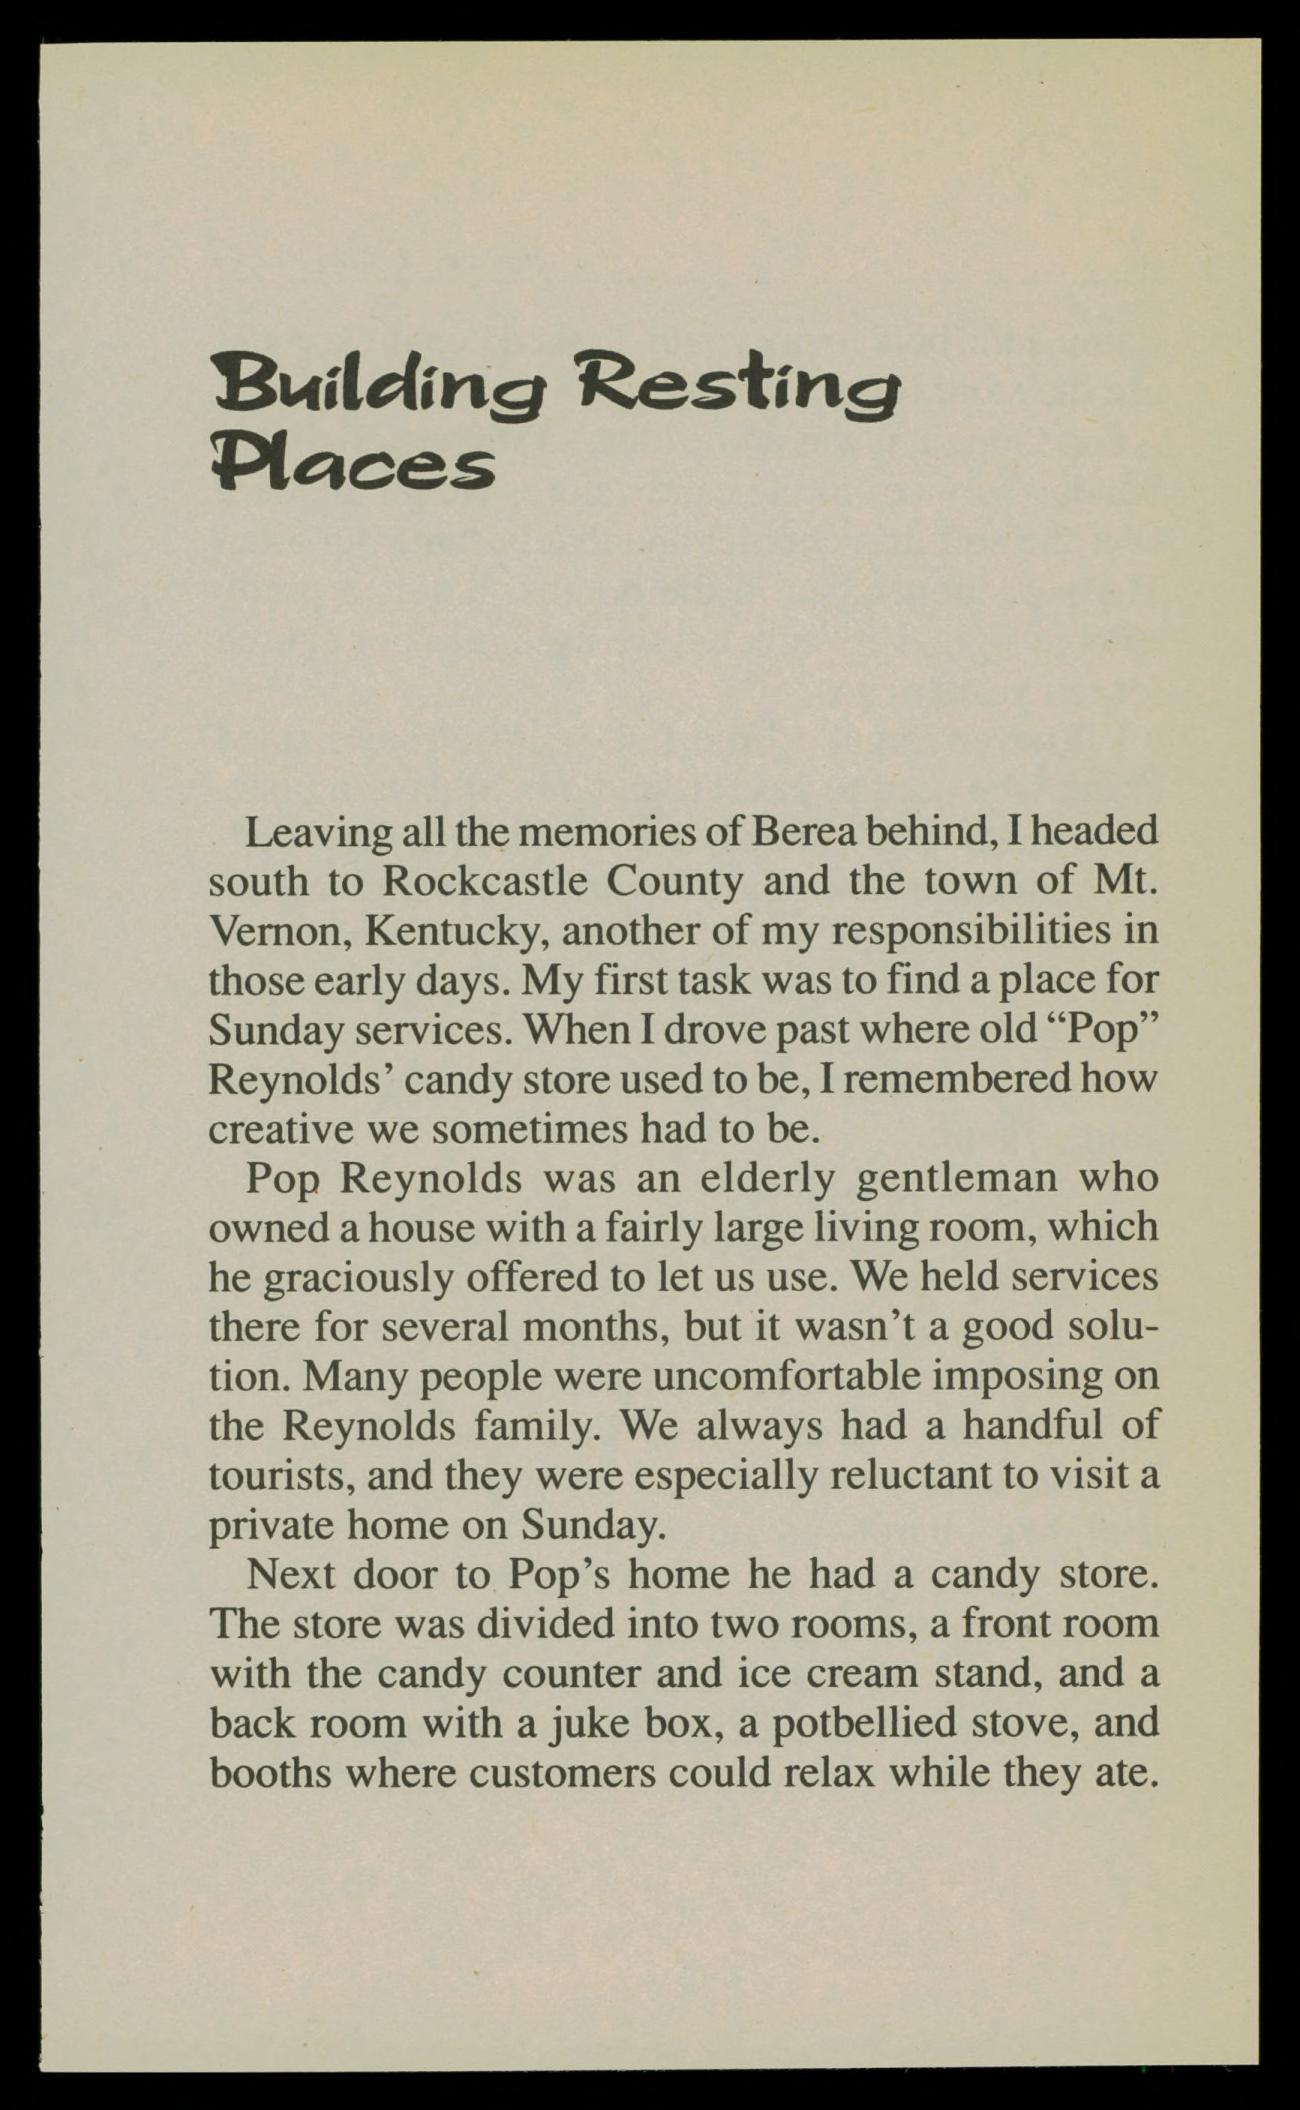 Building Resting
Places
Leaving all the memories of Berea behind, I headed
south to Rockcastle County and the town of Mt.
Vernon, Kentucky, another of my responsibilities in
those early days. My first task was to find a place for
Sunday services. When I drove past where old “Pop”
Reynolds’ candy store used to be, I remembered how
creative we sometimes had to be.
Pop Reynolds was an elderly gentleman who
owned a house with a fairly large living room, which
he graciously offered to let us use. We held services
there for several months, but it wasn’t a good solu-
tion. Many people were uncomfortable imposing on
the Reynolds family. We always had a handful of
tourists, and they were especially reluctant to visit a
private home on Sunday.
Next door to Pop’s home he had a candy store.
The store was divided into two rooms, a front room
with the candy counter and ice cream stand, and a
back room with a juke box, a potbellied stove, and
booths where customers could relax while they ate.